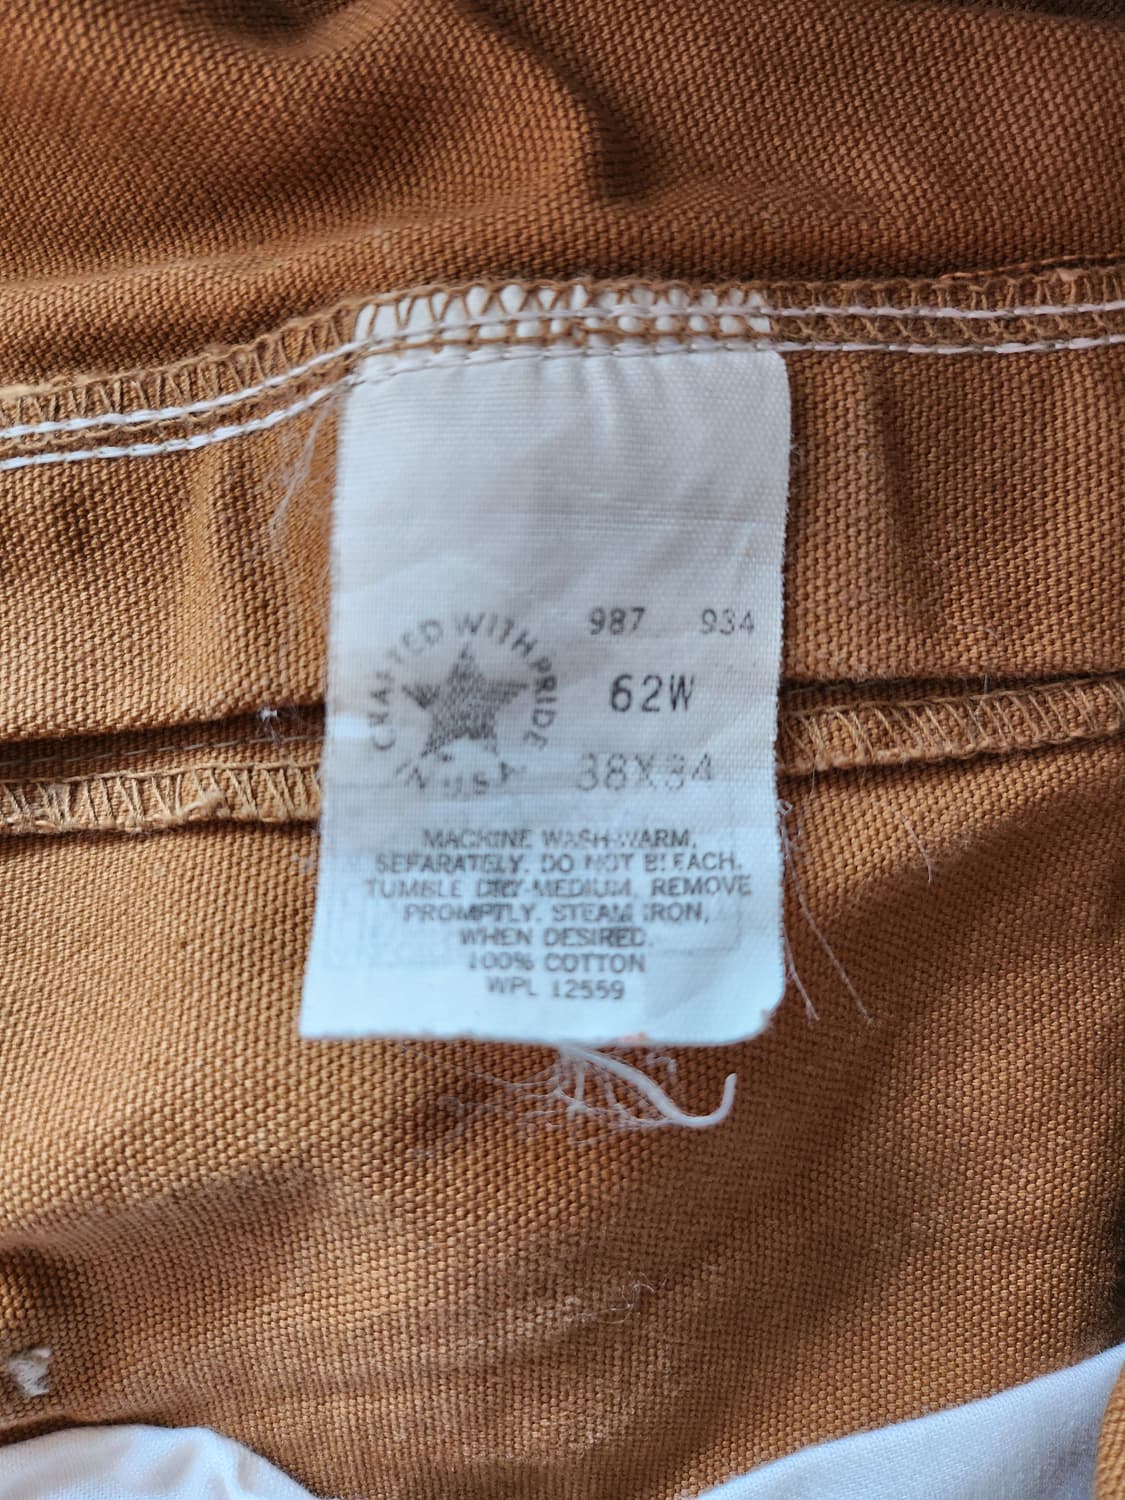 CRAFTED WITH PRIDE
IN U.S.A
987 934
62W
38X34
MACHINE WASH-WARM,
SEPARATELY. DO NOT BLEACH.
TUMBLE DRY-MEDIUM, REMOVE
PROMPTLY. STEAM IRON,
WHEN DESIRED.
100% COTTON
WPL 12559